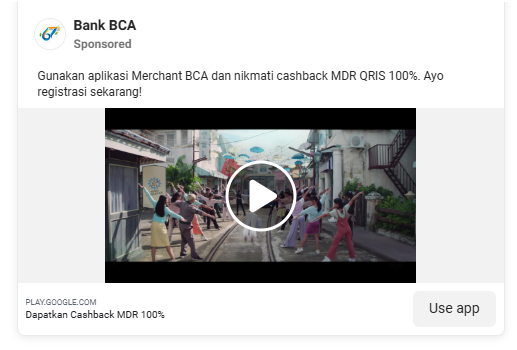 Bank BCA
Sponsored
Gunakan aplikasi Merchant BCA dan nikmati cashback MDR QRIS 100%. Ayo
registrasi sekarang!
PLAY.GOOGLE.COM
Dapatkan Cashback MDR 100%
Use app